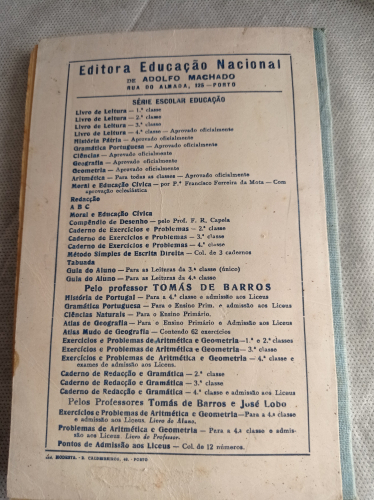 Editora Educação Nacional
DE ADOLFO MACHADO
RUA DO ALMADA, 125 — PORTO
SÉRIE ESCOLAR EDUCAÇÃO
Livro de Leitura — 1.ª classe
Livro de Leitura — 2.ª classe
Livro de Leitura — 3.ª classe
Livro de Leitura — 4.ª classe — Aprovado oficialmente
História Pátria — Aprovado oficialmente
Gramática Portuguesa — Aprovado oficialmente
Ciências — Aprovado oficialmente
Geografia — Aprovado oficialmente
Geometria — Aprovado oficialmente
Aritmética — Para todas as classes — Aprovado oficialmente
Moral e Educação Cívica — por P.ᵉ Francisco Ferreira da Mota — Com
aprovação eclesiástica
Redacção
A B C
Moral e Educação Cívica
Compêndio de Desenho — pelo Prof. F. R. Capela
Caderno de Exercícios e Problemas — 2.ª classe
Caderno de Exercícios e Problemas — 3.ª classe
Caderno de Exercícios e Problemas — 4.ª classe
Método Simples de Escrita Direita — Col. de 3 cadernos
Tabuada
Guia do Aluno — Para as Leituras da 3.ª classe (único)
Guia do Aluno — Para as Leituras da 4.ª classe
Pelo professor TOMÁS DE BARROS
História de Portugal — Para a 4.ª classe e admissão aos Liceus
Gramática Portuguesa — Para o Ensino Prim. e admissão aos Liceus
Ciências Naturais — Para o Ensino Primário.
Atlas de Geografia — Para o Ensino Primário e Admissão aos Liceus
Atlas Mudo de Geografia — Contendo 62 exercícios
Exercícios e Problemas de Aritmética e Geometria — 1.ª e 2.ª classes
Exercícios e Problemas de Aritmética e Geometria — 3.ª classe
Exercícios e Problemas de Aritmética e Geometria — 4.ª classe e
exames de admissão aos Liceus.
Caderno de Redacção e Gramática — 2.ª classe
Caderno de Redacção e Gramática — 3.ª classe
Caderno de Redacção e Gramática — 4.ª classe e admissão aos Liceus
Pelos Professores Tomás de Barros e José Lobo
Exercícios e Problemas de Aritmética e Geometria — Para a 4.ª classe
e admissão aos Liceus. Livro do Aluno.
Problemas de Aritmética e Geometria — Para a 4.ª classe e admis-
são aos Liceus. Livro do Professor.
Pontos de Admissão aos Liceus — Col. de 12 números.
MODESTA
PORTO